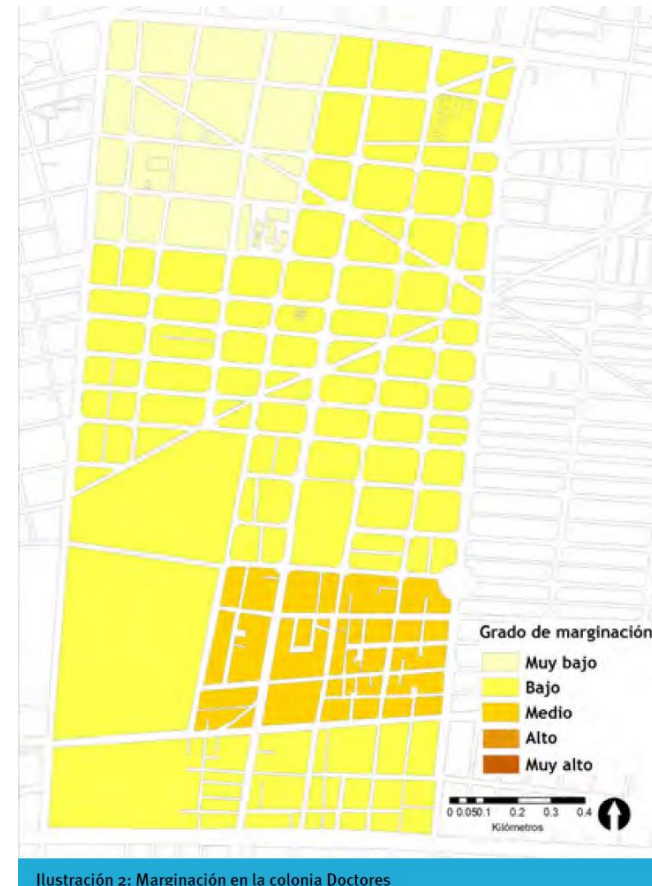 Grado de marginación
Muy bajo
Bajo
Medio
Alto
Muy alto
0 0.050.1 0.2 0.3 0.4
Kilómetros
Ilustración 2: Marginación en la colonia Doctores